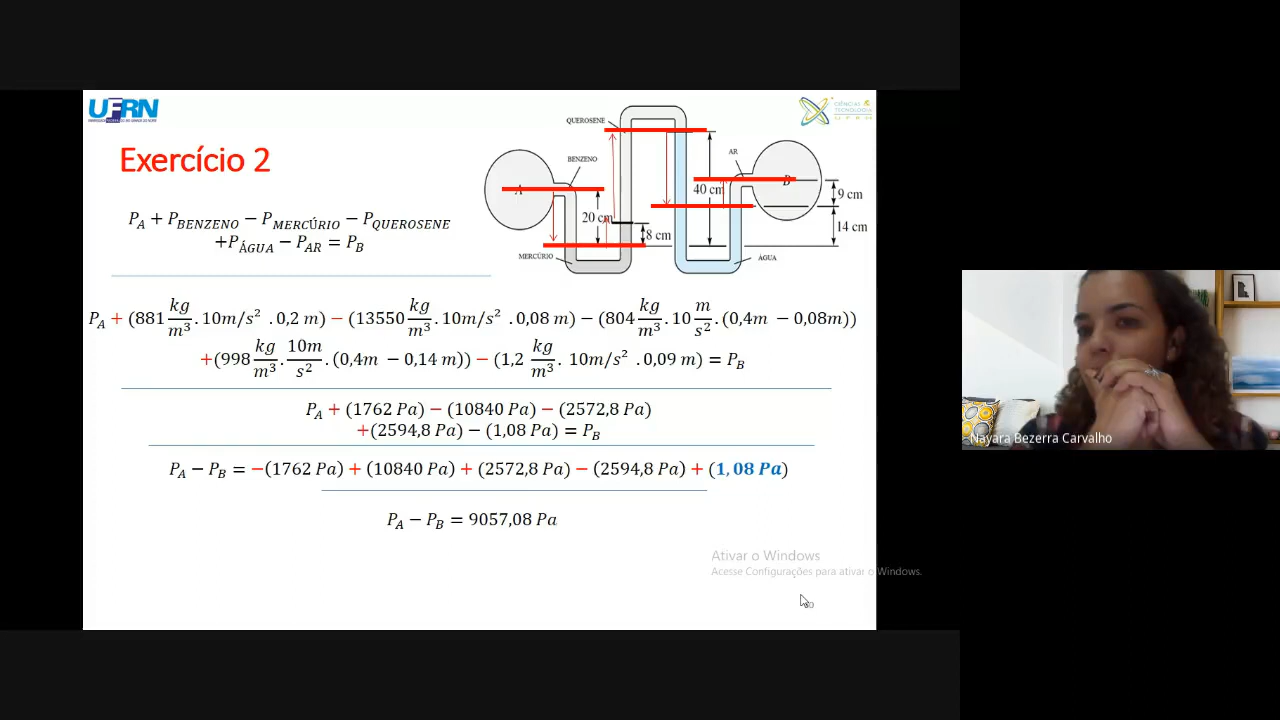 UFRN
CIÊNCIAS
TECNOLOGIA
UFRN
Exercício 2
QUEROSENE
BENZENO
AR
A
B
40 cm
9 cm
20 cm
8 cm
14 cm
MERCÚRIO
ÁGUA
P_A + P_BENZENO − P_MERCÚRIO − P_QUEROSENE
+P_ÁGUA − P_AR = P_B
P_A + (881 kg/m³ . 10m/s² . 0,2 m) − (13550 kg/m³ . 10m/s² . 0,08 m) − (804 kg/m³ . 10 m/s² . (0,4m − 0,08m))
+(998 kg/m³ . 10m/s² . (0,4m − 0,14 m)) − (1,2 kg/m³ . 10m/s² . 0,09 m) = P_B
P_A + (1762 Pa) − (10840 Pa) − (2572,8 Pa)
+(2594,8 Pa) − (1,08 Pa) = P_B
P_A − P_B = −(1762 Pa) + (10840 Pa) + (2572,8 Pa) − (2594,8 Pa) + (1,08 Pa)
P_A − P_B = 9057,08 Pa
Ativar o Windows
Acesse Configurações para ativar o Windows.
Nayara Bezerra Carvalho